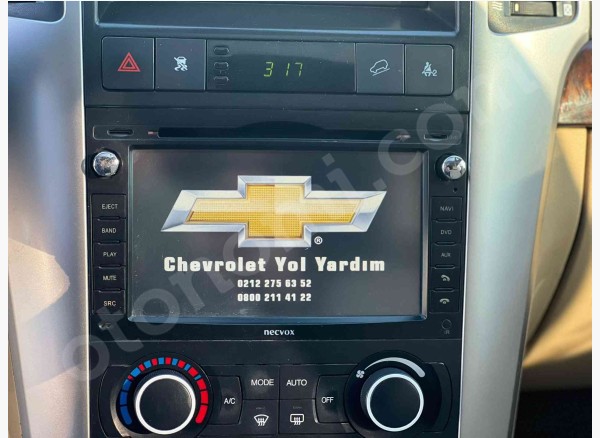 317
2
EJECT
BAND
PLAY
MUTE
SRC
NAVI
DVD
AUX
®
Chevrolet Yol Yardım
0212 275 63 52
0800 211 41 22
necvox
MODE
AUTO
A/C
OFF